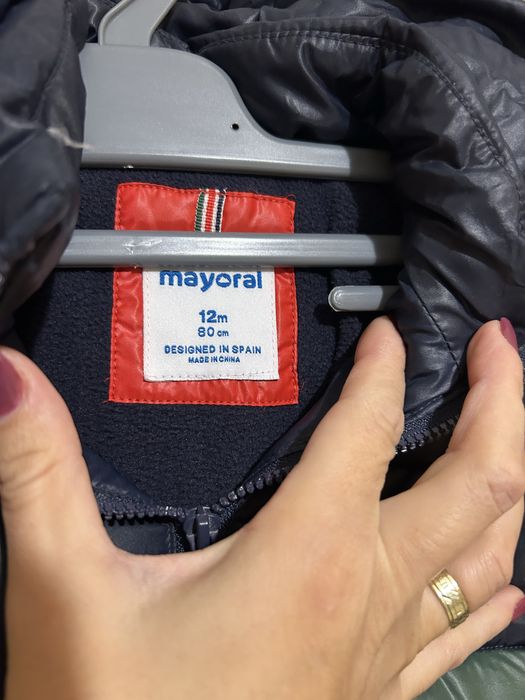 mayoral
12m
80 cm
DESIGNED IN SPAIN
MADE IN CHINA